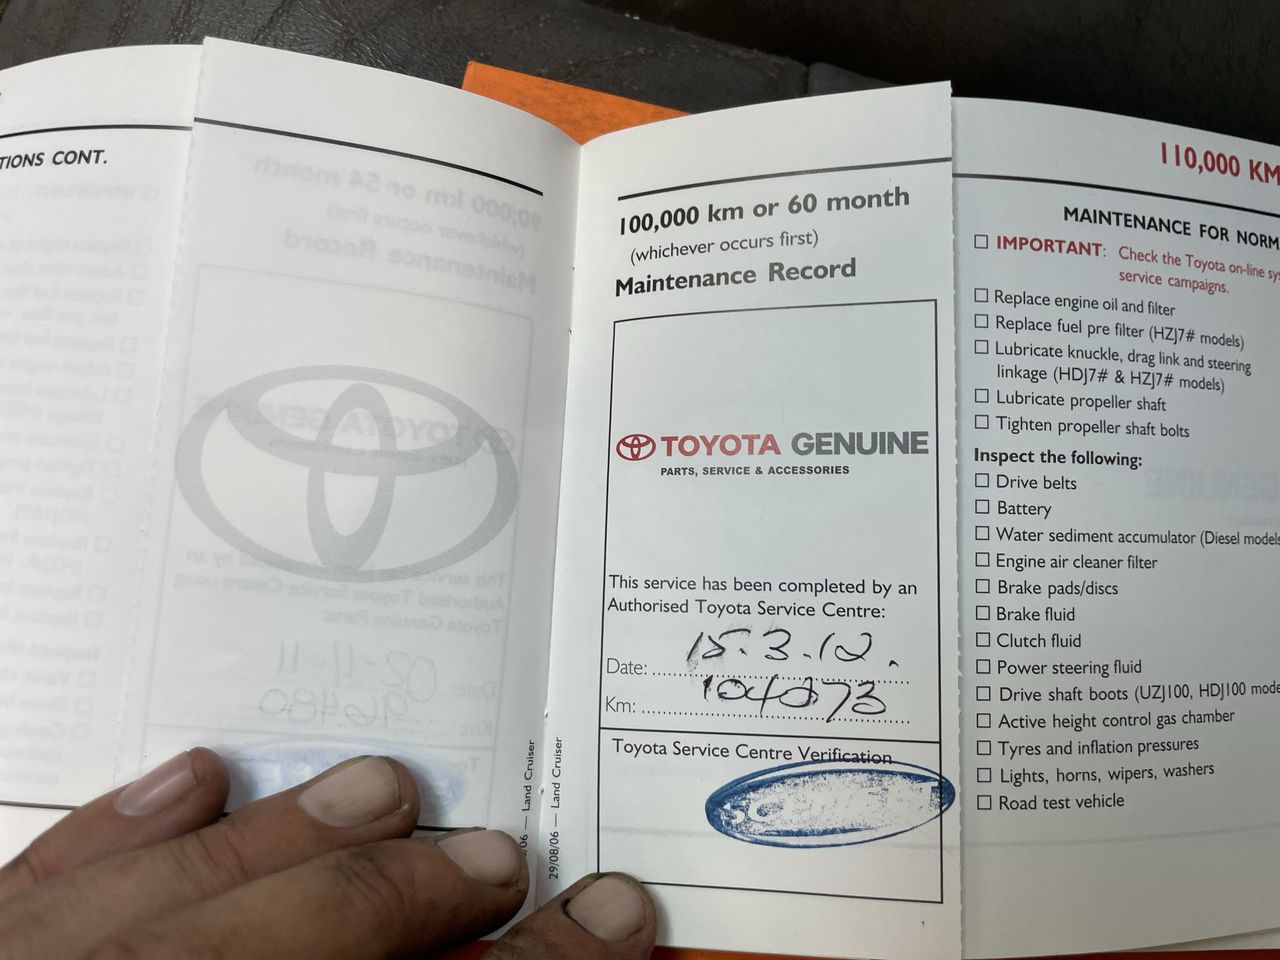 TIONS CONT.
100,000 km or 60 month
(whichever occurs first)
Maintenance Record
TOYOTA GENUINE
PARTS, SERVICE & ACCESSORIES
This service has been completed by an
Authorised Toyota Service Centre:
Date: 15.3.12.
Km: 104073
Toyota Service Centre Verification
/06 — Land Cruiser
29/08/06 — Land Cruiser
110,000 KM
MAINTENANCE FOR NORM
IMPORTANT: Check the Toyota on-line sy
service campaigns.
Replace engine oil and filter
Replace fuel pre filter (HZJ7# models)
Lubricate knuckle, drag link and steering
linkage (HDJ7# & HZJ7# models)
Lubricate propeller shaft
Tighten propeller shaft bolts
Inspect the following:
Drive belts
Battery
Water sediment accumulator (Diesel models
Engine air cleaner filter
Brake pads/discs
Brake fluid
Clutch fluid
Power steering fluid
Drive shaft boots (UZJ100, HDJ100 mode
Active height control gas chamber
Tyres and inflation pressures
Lights, horns, wipers, washers
Road test vehicle